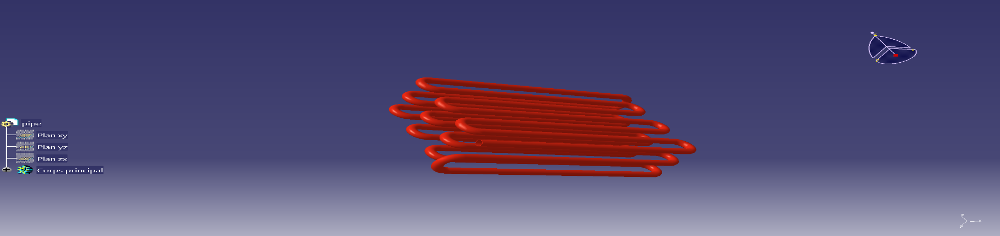 pipe
Plan xy
Plan yz
Plan zx
Corps principal
z
x
y